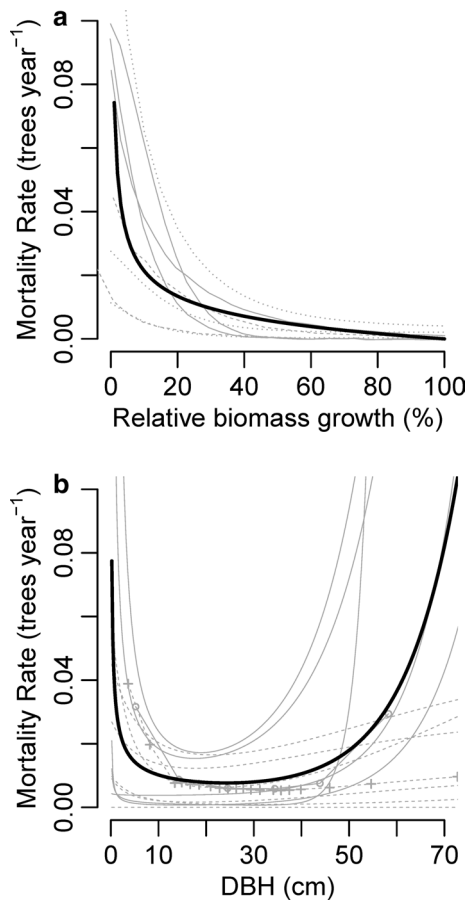 a
Mortality Rate (trees year−1)
0.00 0.04 0.08
0 20 40 60 80 100
Relative biomass growth (%)
b
Mortality Rate (trees year−1)
0.00 0.04 0.08
0 10 30 50 70
DBH (cm)